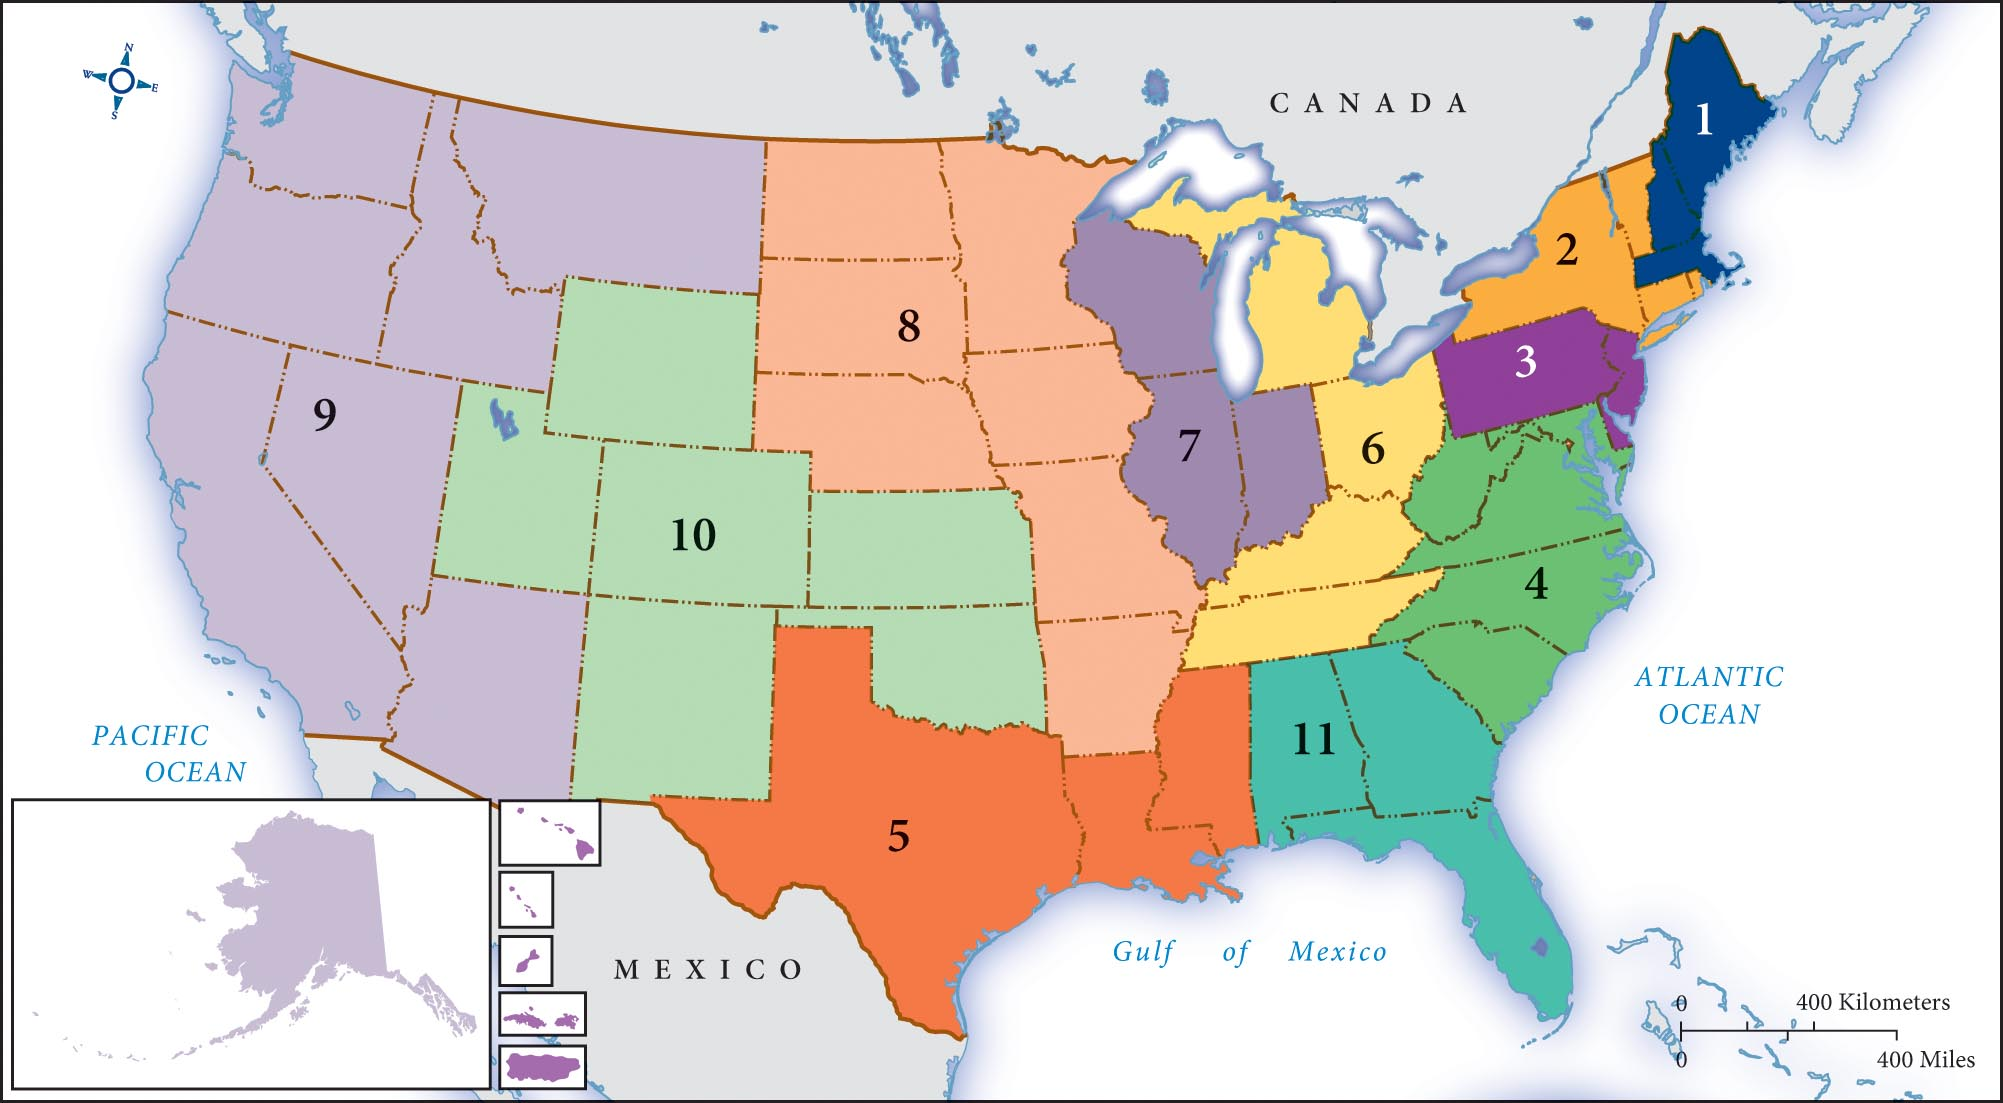 N
W
E
S
CANADA
1
2
8
3
9
7
6
10
4
ATLANTIC
OCEAN
PACIFIC
OCEAN
11
5
Gulf of Mexico
MEXICO
0 400 Kilometers
0 400 Miles